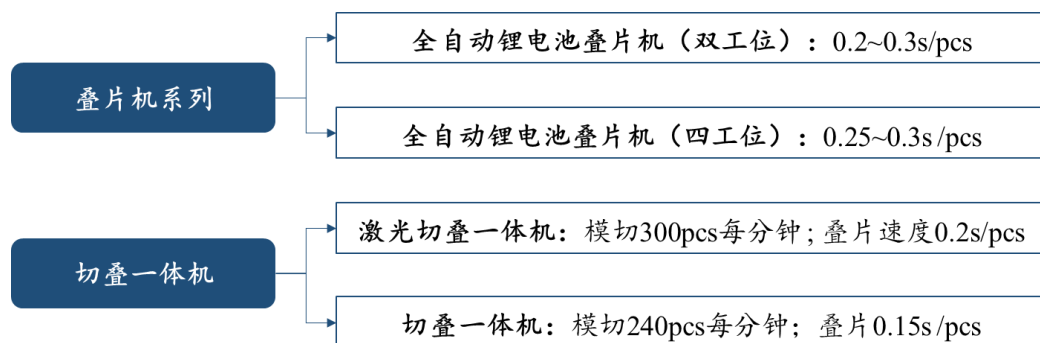 叠片机系列
全自动锂电池叠片机（双工位）：0.2~0.3s/pcs
全自动锂电池叠片机（四工位）：0.25~0.3s /pcs
切叠一体机
激光切叠一体机：模切300pcs每分钟；叠片速度0.2s/pcs
切叠一体机：模切240pcs每分钟；叠片0.15s /pcs